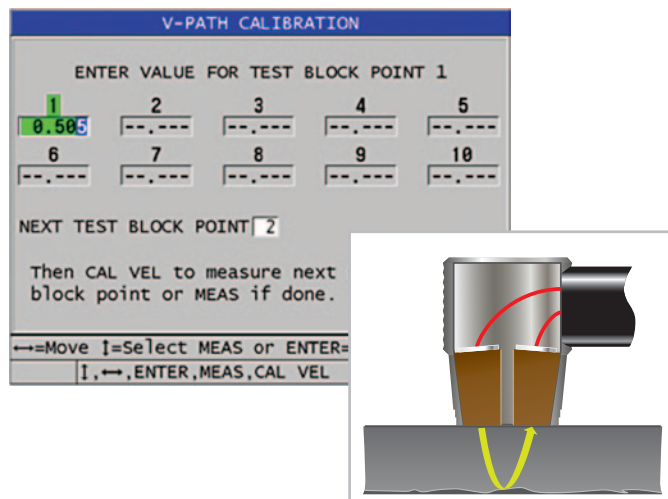 V-PATH CALIBRATION
ENTER VALUE FOR TEST BLOCK POINT 1
1 2 3 4 5
0.505 --.--- --.--- --.--- --.---
6 7 8 9 10
--.--- --.--- --.--- --.--- --.---
NEXT TEST BLOCK POINT 2
Then CAL VEL to measure next
block point or MEAS if done.
↔=Move ↕=Select MEAS or ENTER=
↕,↔,ENTER,MEAS,CAL VEL